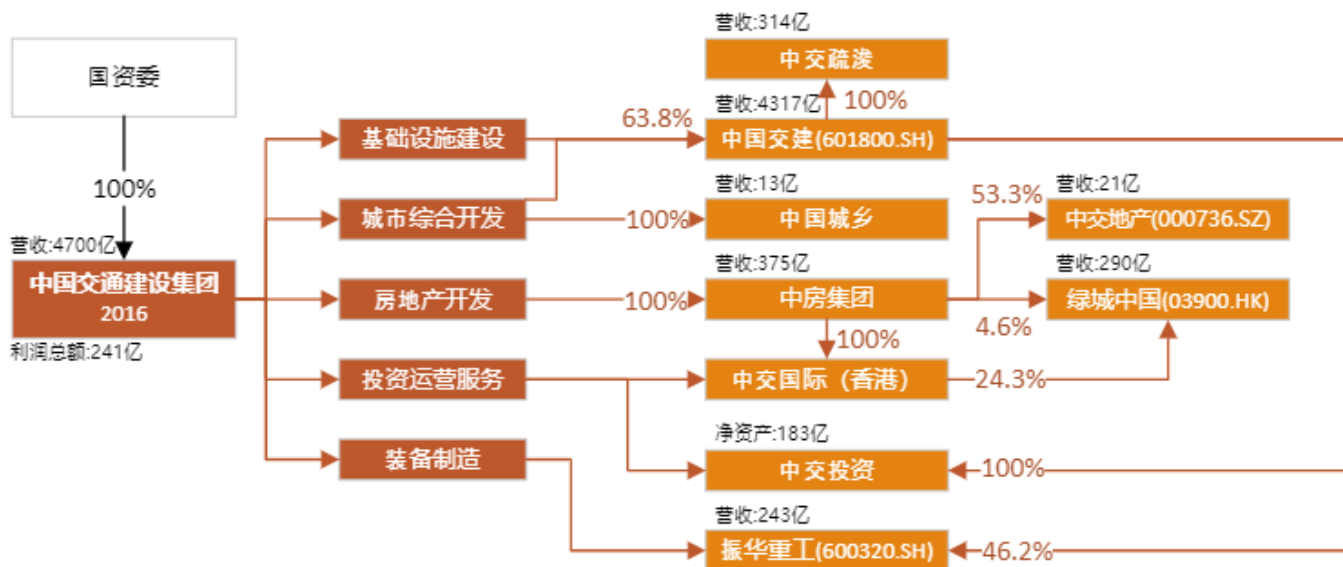 国资委
100%
营收:4700亿
中国交通建设集团
2016
利润总额:241亿
基础设施建设
城市综合开发
房地产开发
投资运营服务
装备制造
63.8%
100%
100%
营收:314亿
中交疏浚
100%
营收:4317亿
中国交建(601800.SH)
营收:13亿
中国城乡
营收:375亿
中房集团
100%
中交国际（香港）
净资产:183亿
中交投资
营收:243亿
振华重工(600320.SH)
53.3%
4.6%
24.3%
100%
46.2%
营收:21亿
中交地产(000736.SZ)
营收:290亿
绿城中国(03900.HK)